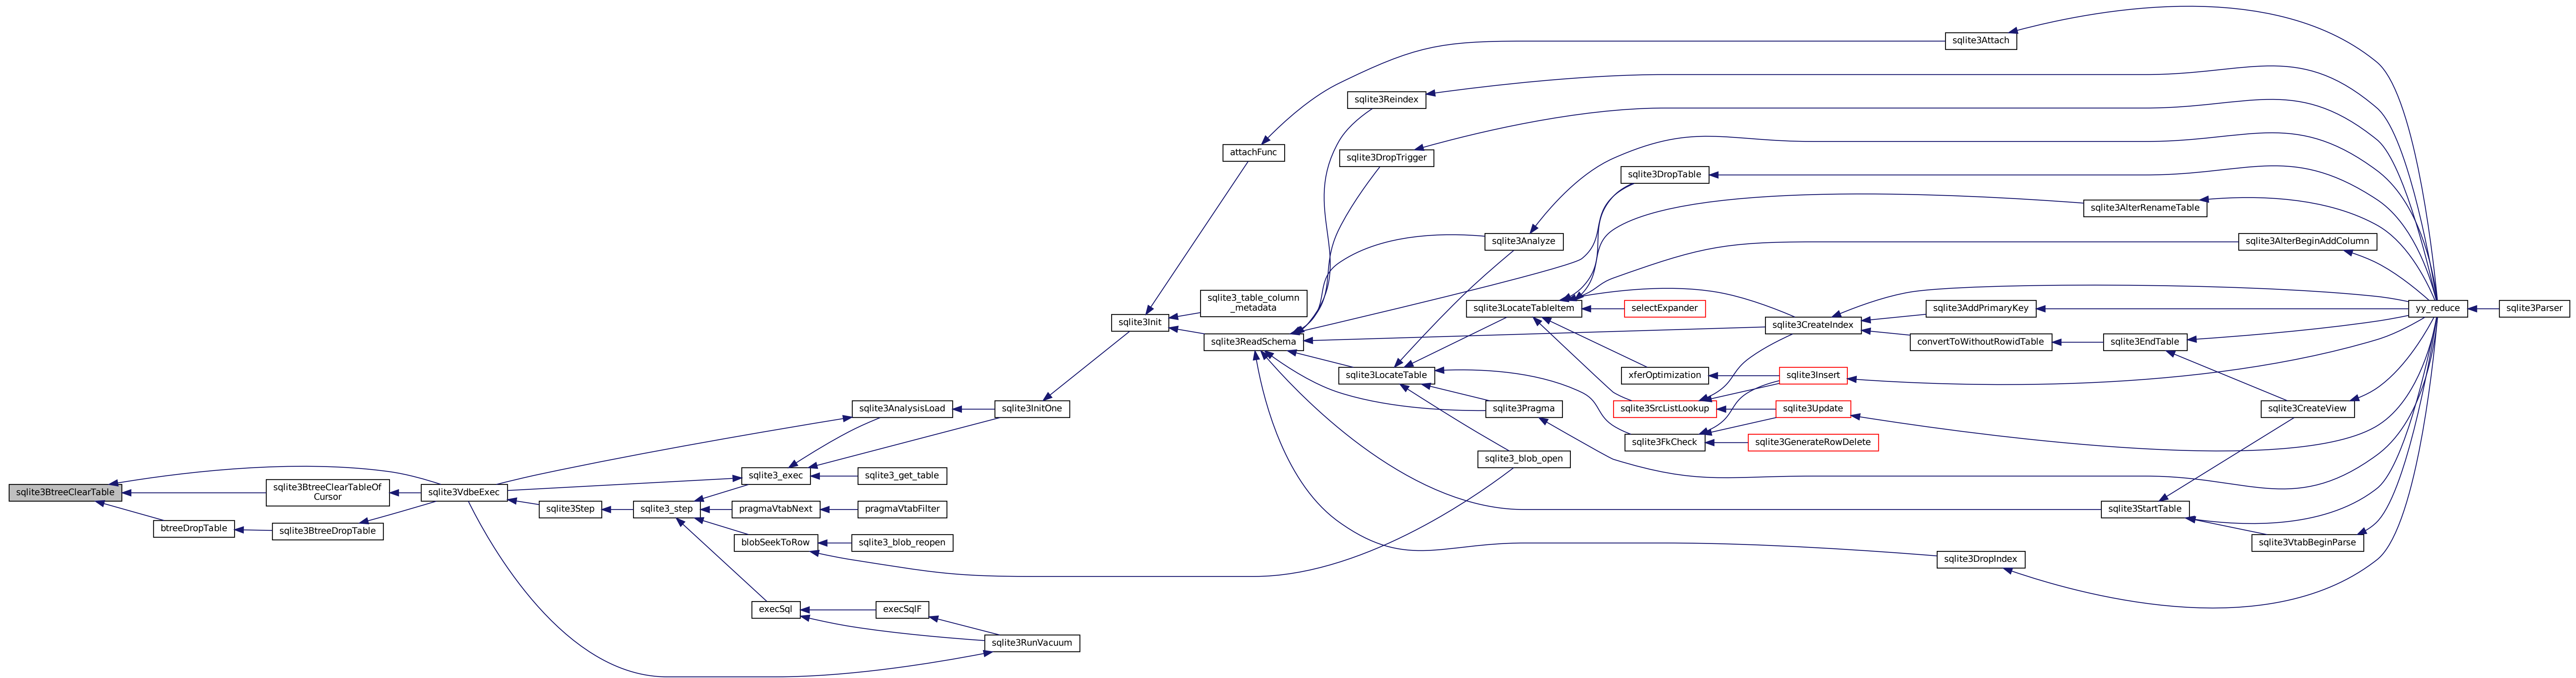 sqlite3BtreeClearTable
sqlite3BtreeClearTableOf
Cursor
btreeDropTable
sqlite3BtreeDropTable
sqlite3VdbeExec
sqlite3Step
sqlite3_step
sqlite3_exec
pragmaVtabNext
blobSeekToRow
execSql
sqlite3AnalysisLoad
sqlite3_get_table
pragmaVtabFilter
sqlite3_blob_reopen
execSqlF
sqlite3InitOne
sqlite3RunVacuum
sqlite3Init
attachFunc
sqlite3_table_column
_metadata
sqlite3ReadSchema
sqlite3Reindex
sqlite3DropTrigger
sqlite3LocateTable
sqlite3Analyze
sqlite3LocateTableItem
sqlite3Pragma
sqlite3_blob_open
sqlite3DropTable
selectExpander
xferOptimization
sqlite3SrcListLookup
sqlite3FkCheck
sqlite3CreateIndex
sqlite3Insert
sqlite3Update
sqlite3GenerateRowDelete
sqlite3Attach
sqlite3AddPrimaryKey
convertToWithoutRowidTable
sqlite3DropIndex
sqlite3AlterRenameTable
sqlite3EndTable
sqlite3StartTable
sqlite3AlterBeginAddColumn
sqlite3CreateView
sqlite3VtabBeginParse
yy_reduce
sqlite3Parser